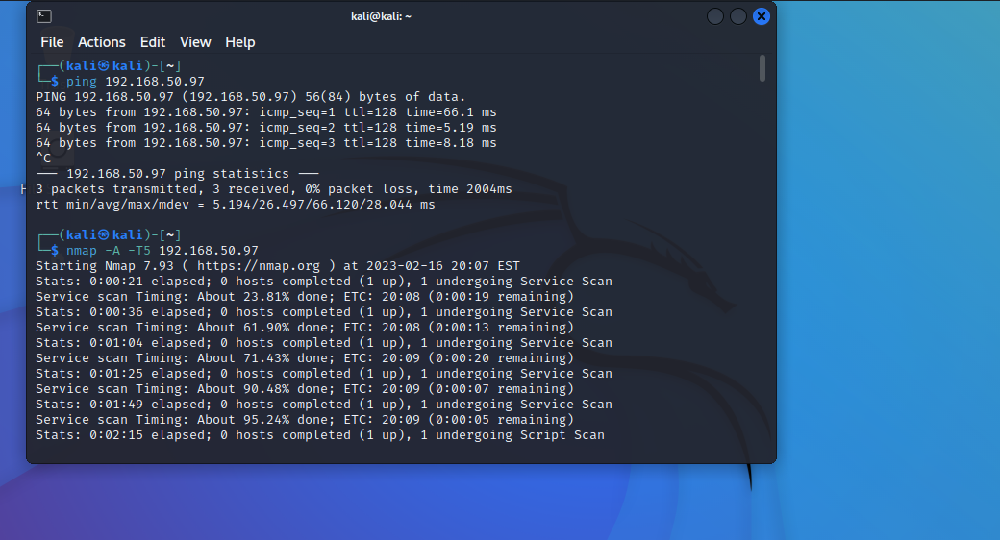 kali@kali: ~
File Actions Edit View Help
┌──(kali㉿kali)-[~]
└─$ ping 192.168.50.97
PING 192.168.50.97 (192.168.50.97) 56(84) bytes of data.
64 bytes from 192.168.50.97: icmp_seq=1 ttl=128 time=66.1 ms
64 bytes from 192.168.50.97: icmp_seq=2 ttl=128 time=5.19 ms
64 bytes from 192.168.50.97: icmp_seq=3 ttl=128 time=8.18 ms
^C
--- 192.168.50.97 ping statistics ---
3 packets transmitted, 3 received, 0% packet loss, time 2004ms
rtt min/avg/max/mdev = 5.194/26.497/66.120/28.044 ms
┌──(kali㉿kali)-[~]
└─$ nmap -A -T5 192.168.50.97
Starting Nmap 7.93 ( https://nmap.org ) at 2023-02-16 20:07 EST
Stats: 0:00:21 elapsed; 0 hosts completed (1 up), 1 undergoing Service Scan
Service scan Timing: About 23.81% done; ETC: 20:08 (0:00:19 remaining)
Stats: 0:00:36 elapsed; 0 hosts completed (1 up), 1 undergoing Service Scan
Service scan Timing: About 61.90% done; ETC: 20:08 (0:00:13 remaining)
Stats: 0:01:04 elapsed; 0 hosts completed (1 up), 1 undergoing Service Scan
Service scan Timing: About 71.43% done; ETC: 20:09 (0:00:20 remaining)
Stats: 0:01:25 elapsed; 0 hosts completed (1 up), 1 undergoing Service Scan
Service scan Timing: About 90.48% done; ETC: 20:09 (0:00:07 remaining)
Stats: 0:01:49 elapsed; 0 hosts completed (1 up), 1 undergoing Service Scan
Service scan Timing: About 95.24% done; ETC: 20:09 (0:00:05 remaining)
Stats: 0:02:15 elapsed; 0 hosts completed (1 up), 1 undergoing Script Scan